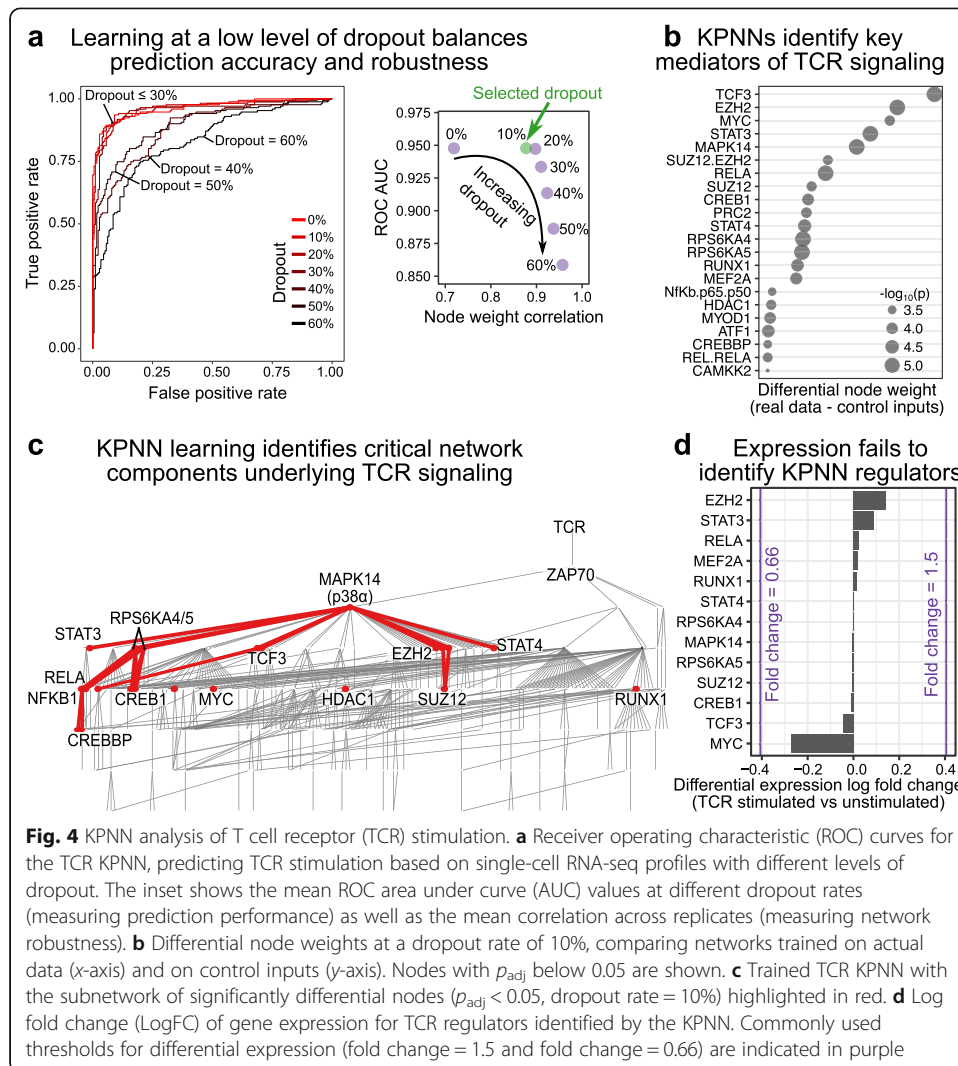 a Learning at a low level of dropout balances
prediction accuracy and robustness
1.00
0.75
0.50
0.25
0.00
True positive rate
Dropout ≤ 30%
Dropout = 60%
Dropout = 40%
Dropout = 50%
Dropout
0%
10%
20%
30%
40%
50%
60%
0.00 0.25 0.50 0.75 1.00
False positive rate
Selected dropout
0.975
0.950
0.925
0.900
0.875
0.850
ROC AUC
0% 10% 20%
30%
40%
50%
60%
Increasing
dropout
0.7 0.8 0.9 1.0
Node weight correlation
b KPNNs identify key
mediators of TCR signaling
TCF3
EZH2
MYC
STAT3
MAPK14
SUZ12.EZH2
RELA
SUZ12
CREB1
PRC2
STAT4
RPS6KA4
RPS6KA5
RUNX1
MEF2A
NfKb.p65.p50
HDAC1
MYOD1
ATF1
CREBBP
REL.RELA
CAMKK2
-log10(p)
3.5
4.0
4.5
5.0
Differential node weight
(real data - control inputs)
c KPNN learning identifies critical network
components underlying TCR signaling
TCR
ZAP70
MAPK14
(p38α)
RPS6KA4/5
STAT3
TCF3
EZH2
STAT4
RELA
NFKB1
CREB1
MYC
HDAC1
SUZ12
RUNX1
CREBBP
d Expression fails to
identify KPNN regulators
EZH2
STAT3
RELA
MEF2A
RUNX1
STAT4
RPS6KA4
MAPK14
RPS6KA5
SUZ12
CREB1
TCF3
MYC
Fold change = 0.66
Fold change = 1.5
−0.4 −0.2 0.0 0.2 0.4
Differential expression log fold change
(TCR stimulated vs unstimulated)
Fig. 4 KPNN analysis of T cell receptor (TCR) stimulation. a Receiver operating characteristic (ROC) curves for
the TCR KPNN, predicting TCR stimulation based on single-cell RNA-seq profiles with different levels of
dropout. The inset shows the mean ROC area under curve (AUC) values at different dropout rates
(measuring prediction performance) as well as the mean correlation across replicates (measuring network
robustness). b Differential node weights at a dropout rate of 10%, comparing networks trained on actual
data (x-axis) and on control inputs (y-axis). Nodes with padj below 0.05 are shown. c Trained TCR KPNN with
the subnetwork of significantly differential nodes (padj < 0.05, dropout rate = 10%) highlighted in red. d Log
fold change (LogFC) of gene expression for TCR regulators identified by the KPNN. Commonly used
thresholds for differential expression (fold change = 1.5 and fold change = 0.66) are indicated in purple